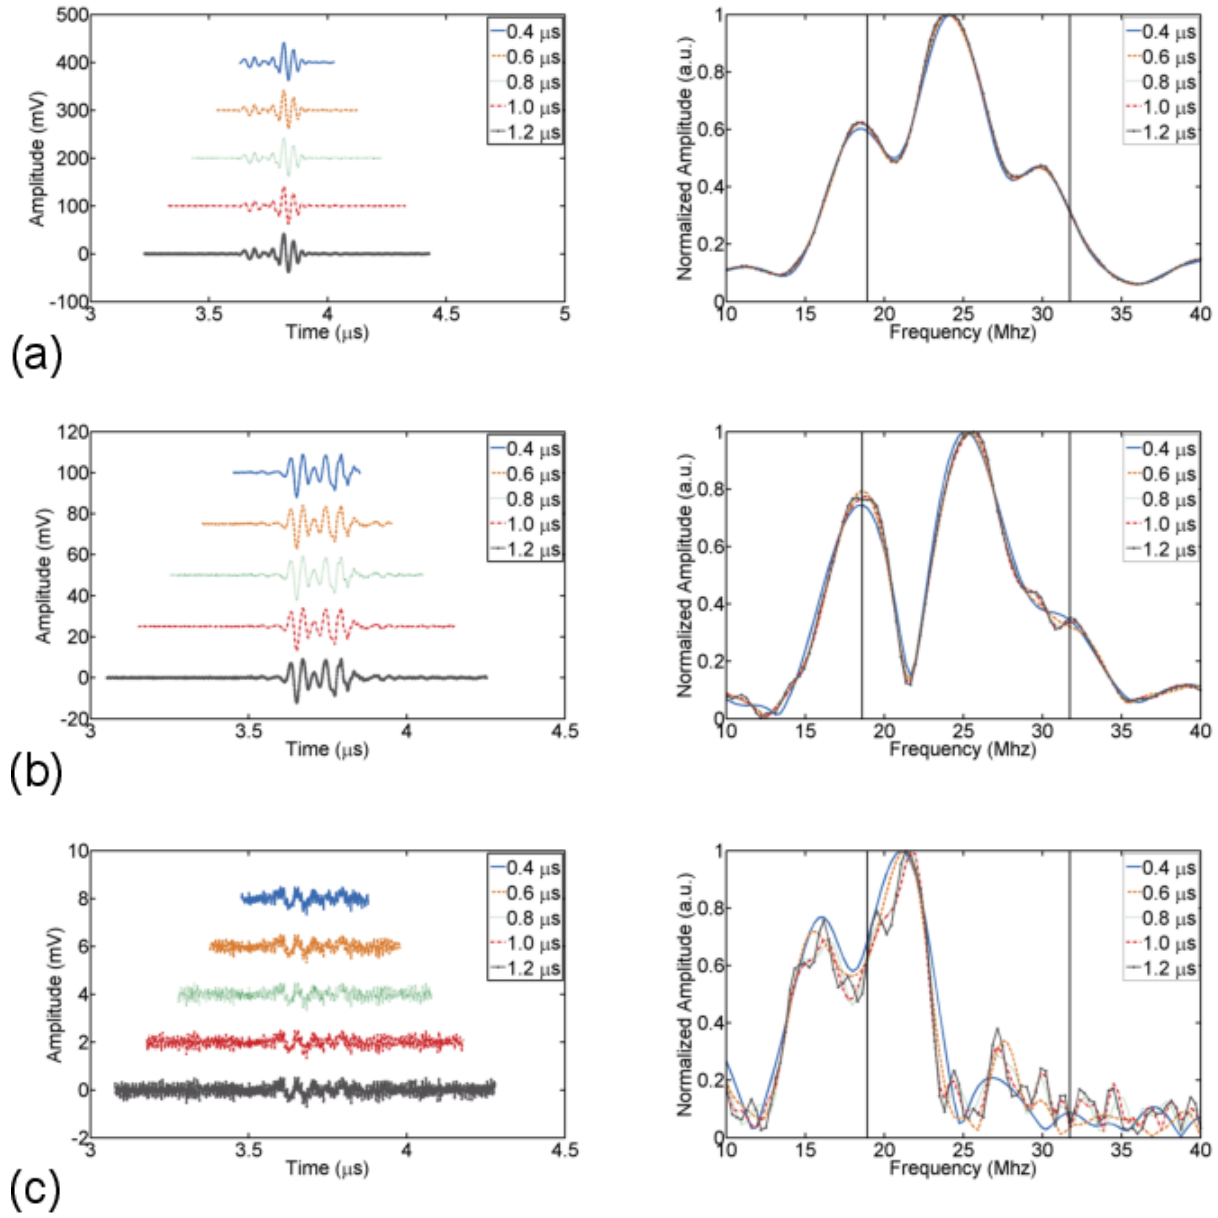 500
400
300
200
100
0
-100
Amplitude (mV)
3
3.5
4
4.5
5
Time (μs)
0.4 μs
0.6 μs
0.8 μs
1.0 μs
1.2 μs
1
0.8
0.6
0.4
0.2
0
Normalized Amplitude (a.u.)
10
15
20
25
30
35
40
Frequency (Mhz)
0.4 μs
0.6 μs
0.8 μs
1.0 μs
1.2 μs
(a)
120
100
80
60
40
20
0
-20
Amplitude (mV)
3
3.5
4
4.5
Time (μs)
0.4 μs
0.6 μs
0.8 μs
1.0 μs
1.2 μs
1
0.8
0.6
0.4
0.2
0
Normalized Amplitude (a.u.)
10
15
20
25
30
35
40
Frequency (Mhz)
0.4 μs
0.6 μs
0.8 μs
1.0 μs
1.2 μs
(b)
10
8
6
4
2
0
-2
Amplitude (mV)
3
3.5
4
4.5
Time (μs)
0.4 μs
0.6 μs
0.8 μs
1.0 μs
1.2 μs
1
0.8
0.6
0.4
0.2
0
Normalized Amplitude (a.u.)
10
15
20
25
30
35
40
Frequency (Mhz)
0.4 μs
0.6 μs
0.8 μs
1.0 μs
1.2 μs
(c)